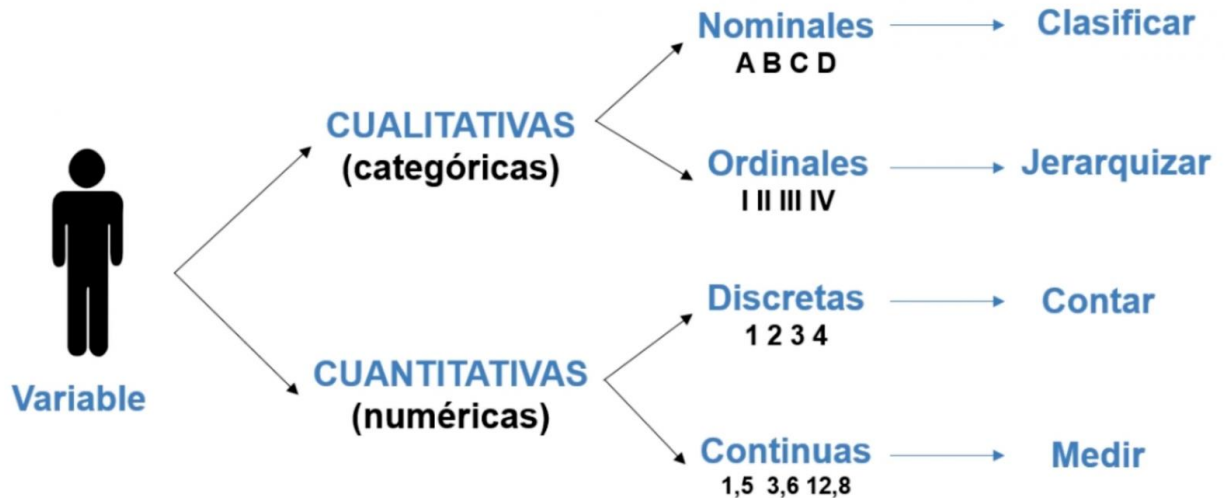 Variable
CUALITATIVAS
(categóricas)
Nominales
A B C D
Clasificar
Ordinales
I II III IV
Jerarquizar
CUANTITATIVAS
(numéricas)
Discretas
1 2 3 4
Contar
Continuas
1,5 3,6 12,8
Medir